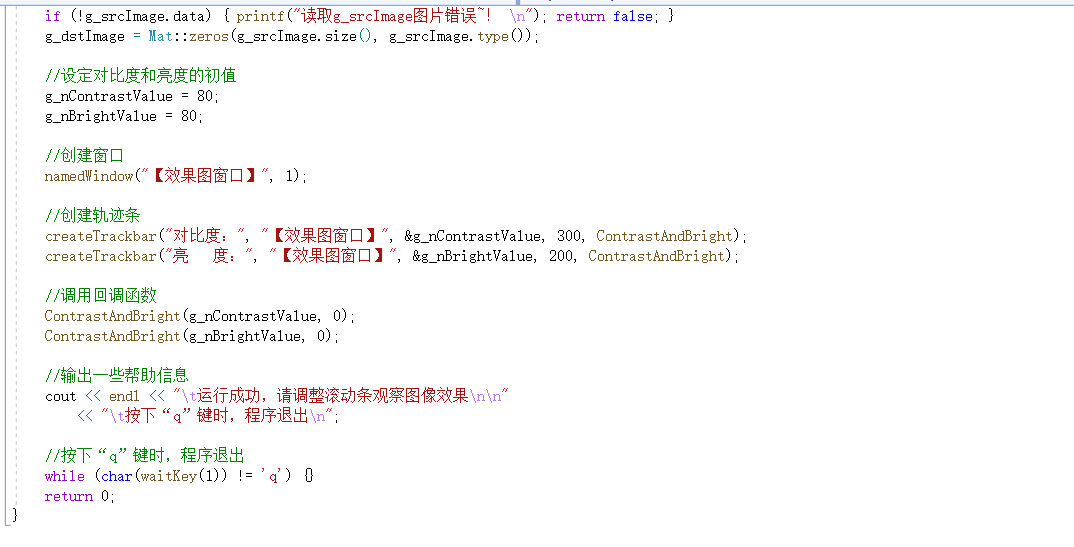 if (!g_srcImage.data) { printf("读取g_srcImage图片错误~！ \n"); return false; }
g_dstImage = Mat::zeros(g_srcImage.size(), g_srcImage.type());
//设定对比度和亮度的初值
g_nContrastValue = 80;
g_nBrightValue = 80;
//创建窗口
namedWindow("【效果图窗口】", 1);
//创建轨迹条
createTrackbar("对比度：", "【效果图窗口】", &g_nContrastValue, 300, ContrastAndBright);
createTrackbar("亮   度：", "【效果图窗口】", &g_nBrightValue, 200, ContrastAndBright);
//调用回调函数
ContrastAndBright(g_nContrastValue, 0);
ContrastAndBright(g_nBrightValue, 0);
//输出一些帮助信息
cout << endl << "\t运行成功，请调整滚动条观察图像效果\n\n"
<< "\t按下“q”键时，程序退出\n";
//按下“q”键时，程序退出
while (char(waitKey(1)) != 'q') {}
return 0;
}